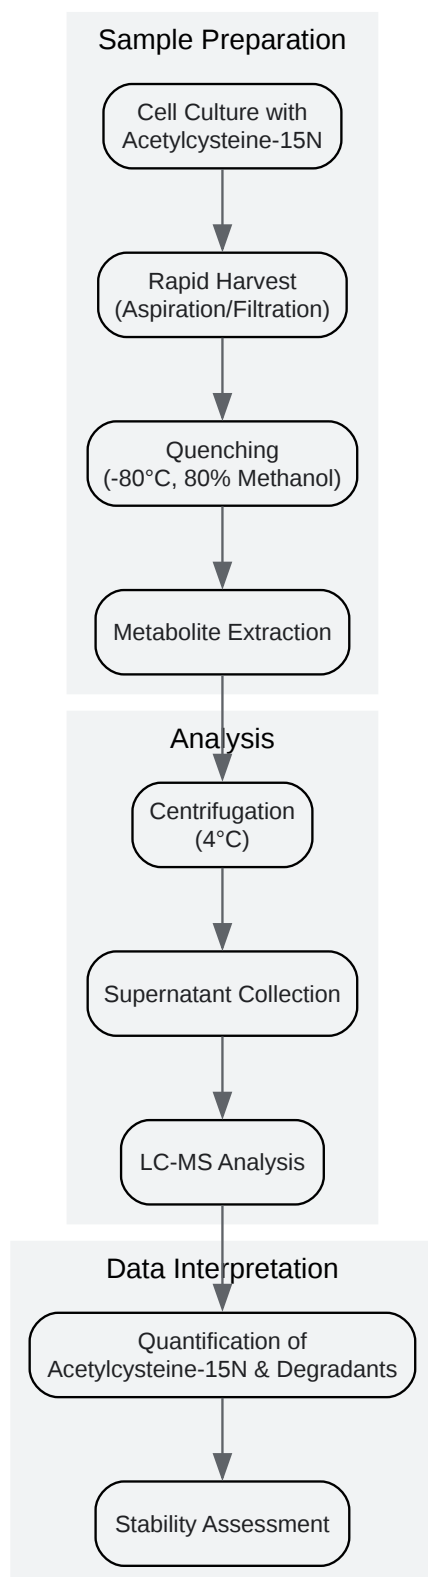 Sample Preparation
Cell Culture with
Acetylcysteine-15N
Rapid Harvest
(Aspiration/Filtration)
Quenching
(-80°C, 80% Methanol)
Metabolite Extraction
Analysis
Centrifugation
(4°C)
Supernatant Collection
LC-MS Analysis
Data Interpretation
Quantification of
Acetylcysteine-15N & Degradants
Stability Assessment